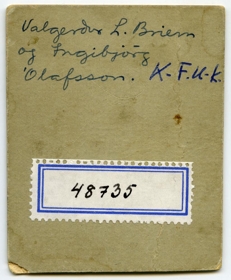 Valgerður L. Briem
og Ingibjörg
Ólafsson. K-F.U-K.
48735